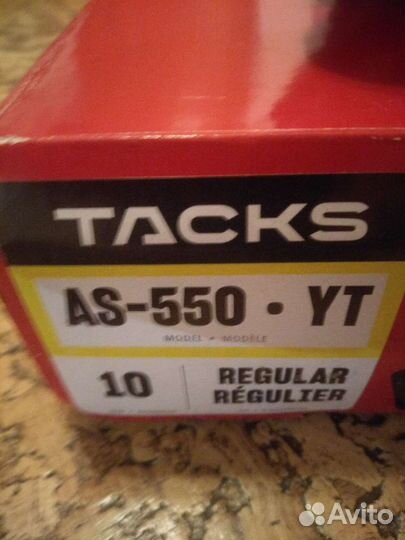 TACKS
AS-550 • YT
MODEL • MODÈLE
10
REGULAR
RÉGULIER
Avito